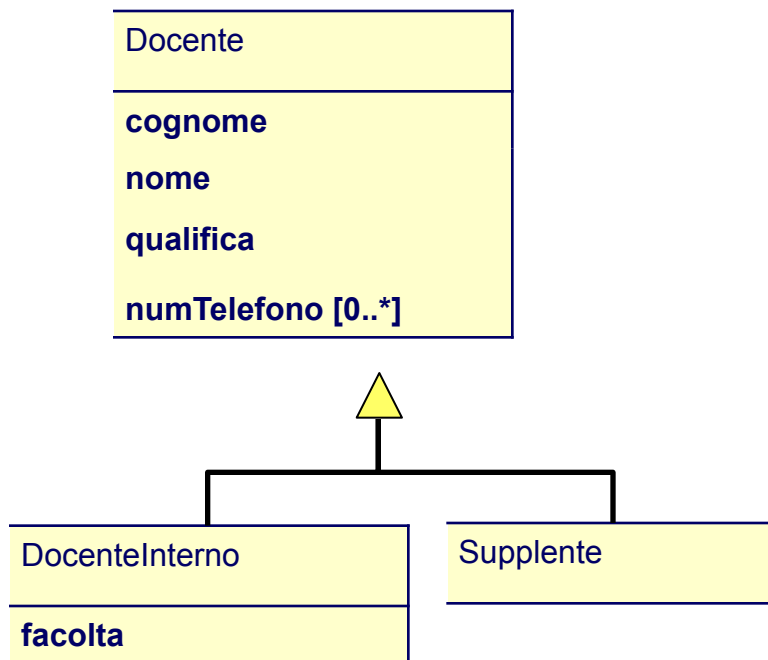 Docente
cognome
nome
qualifica
numTelefono [0..*]
DocenteInterno
Supplente
facolta